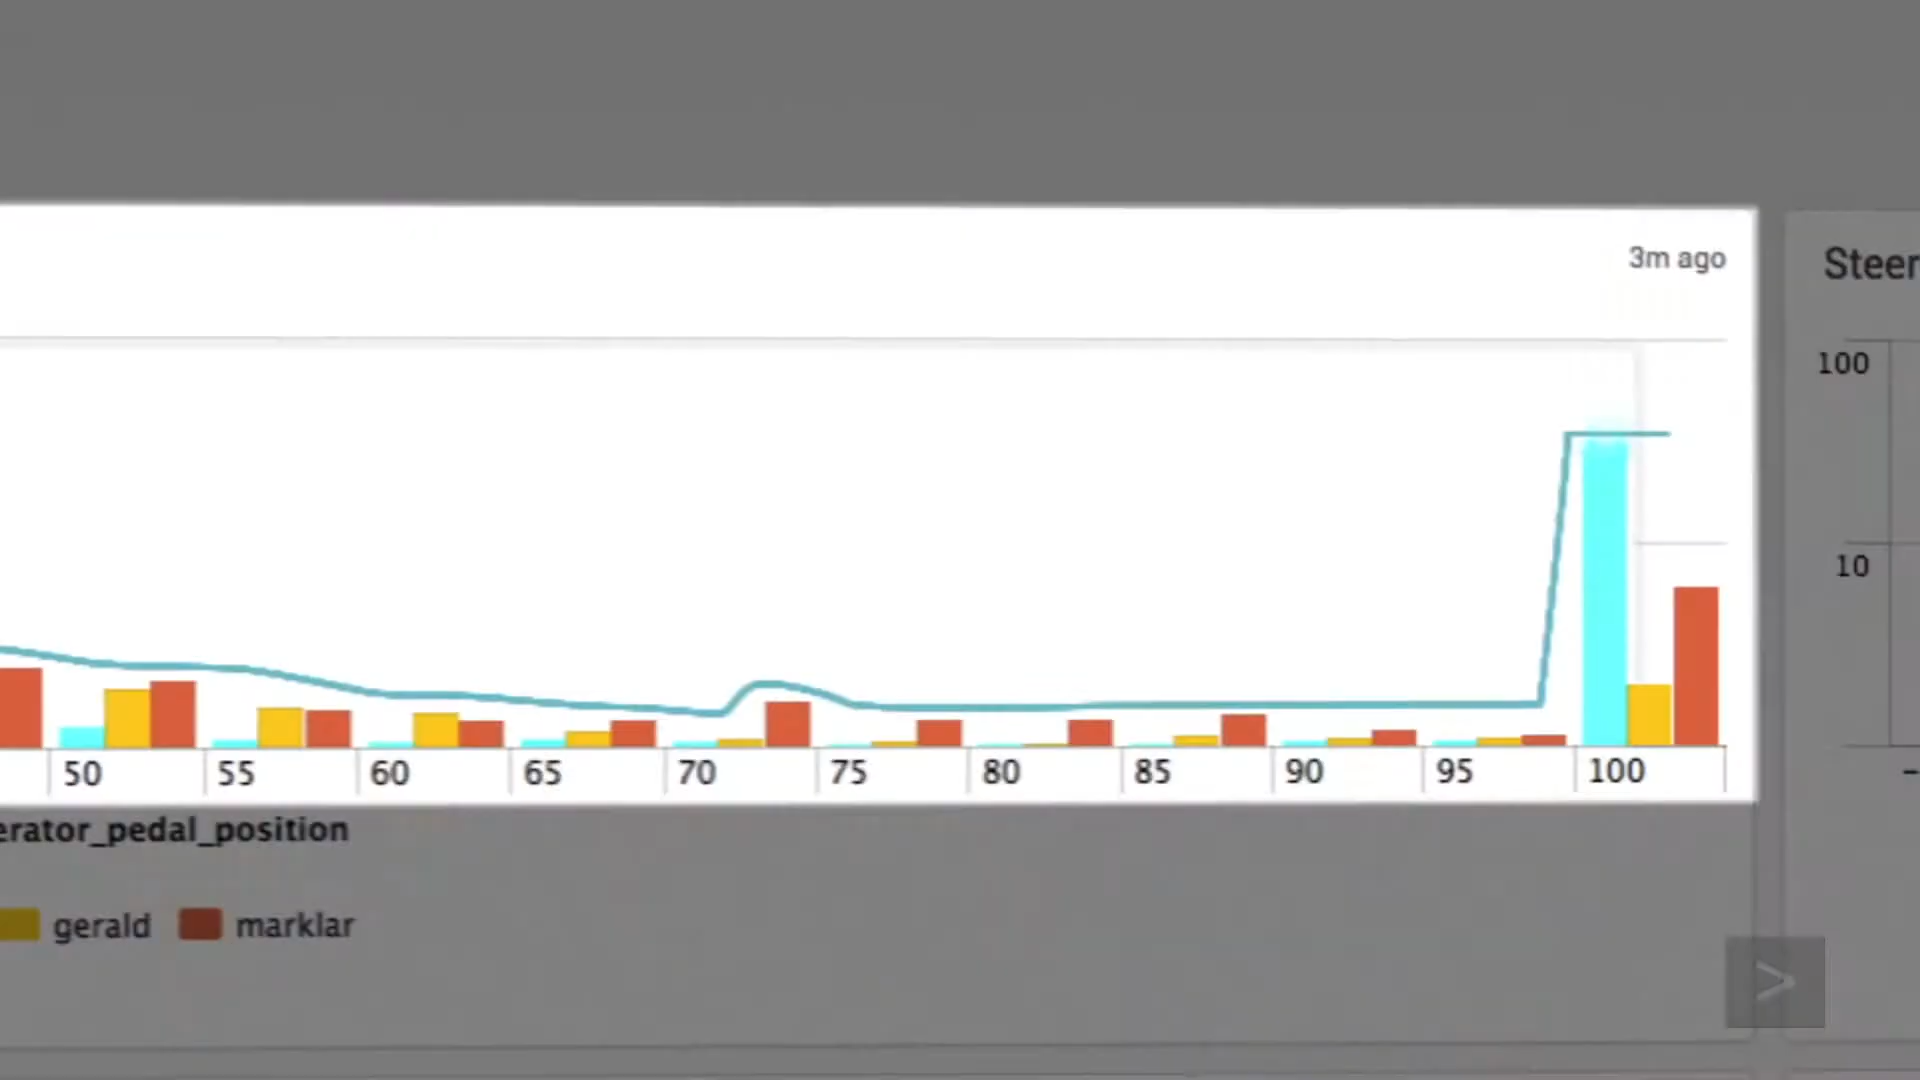 3m ago
Steer
100
10
50 55 60 65 70 75 80 85 90 95 100
-
erator_pedal_position
gerald marklar
>